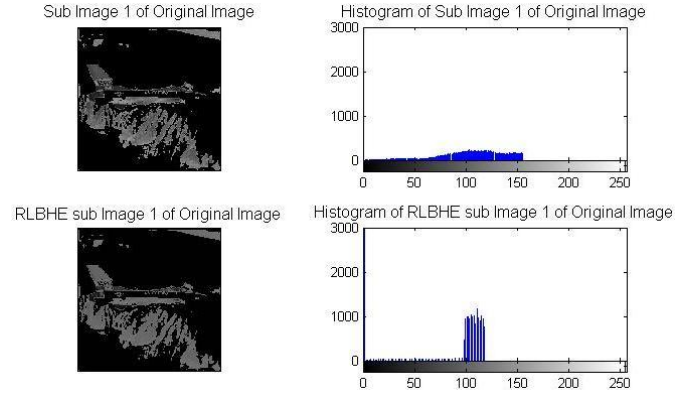 Sub Image 1 of Original Image
Histogram of Sub Image 1 of Original Image
3000
2000
1000
0
0 50 100 150 200 250
RLBHE sub Image 1 of Original Image
Histogram of RLBHE sub Image 1 of Original Image
3000
2000
1000
0
0 50 100 150 200 250